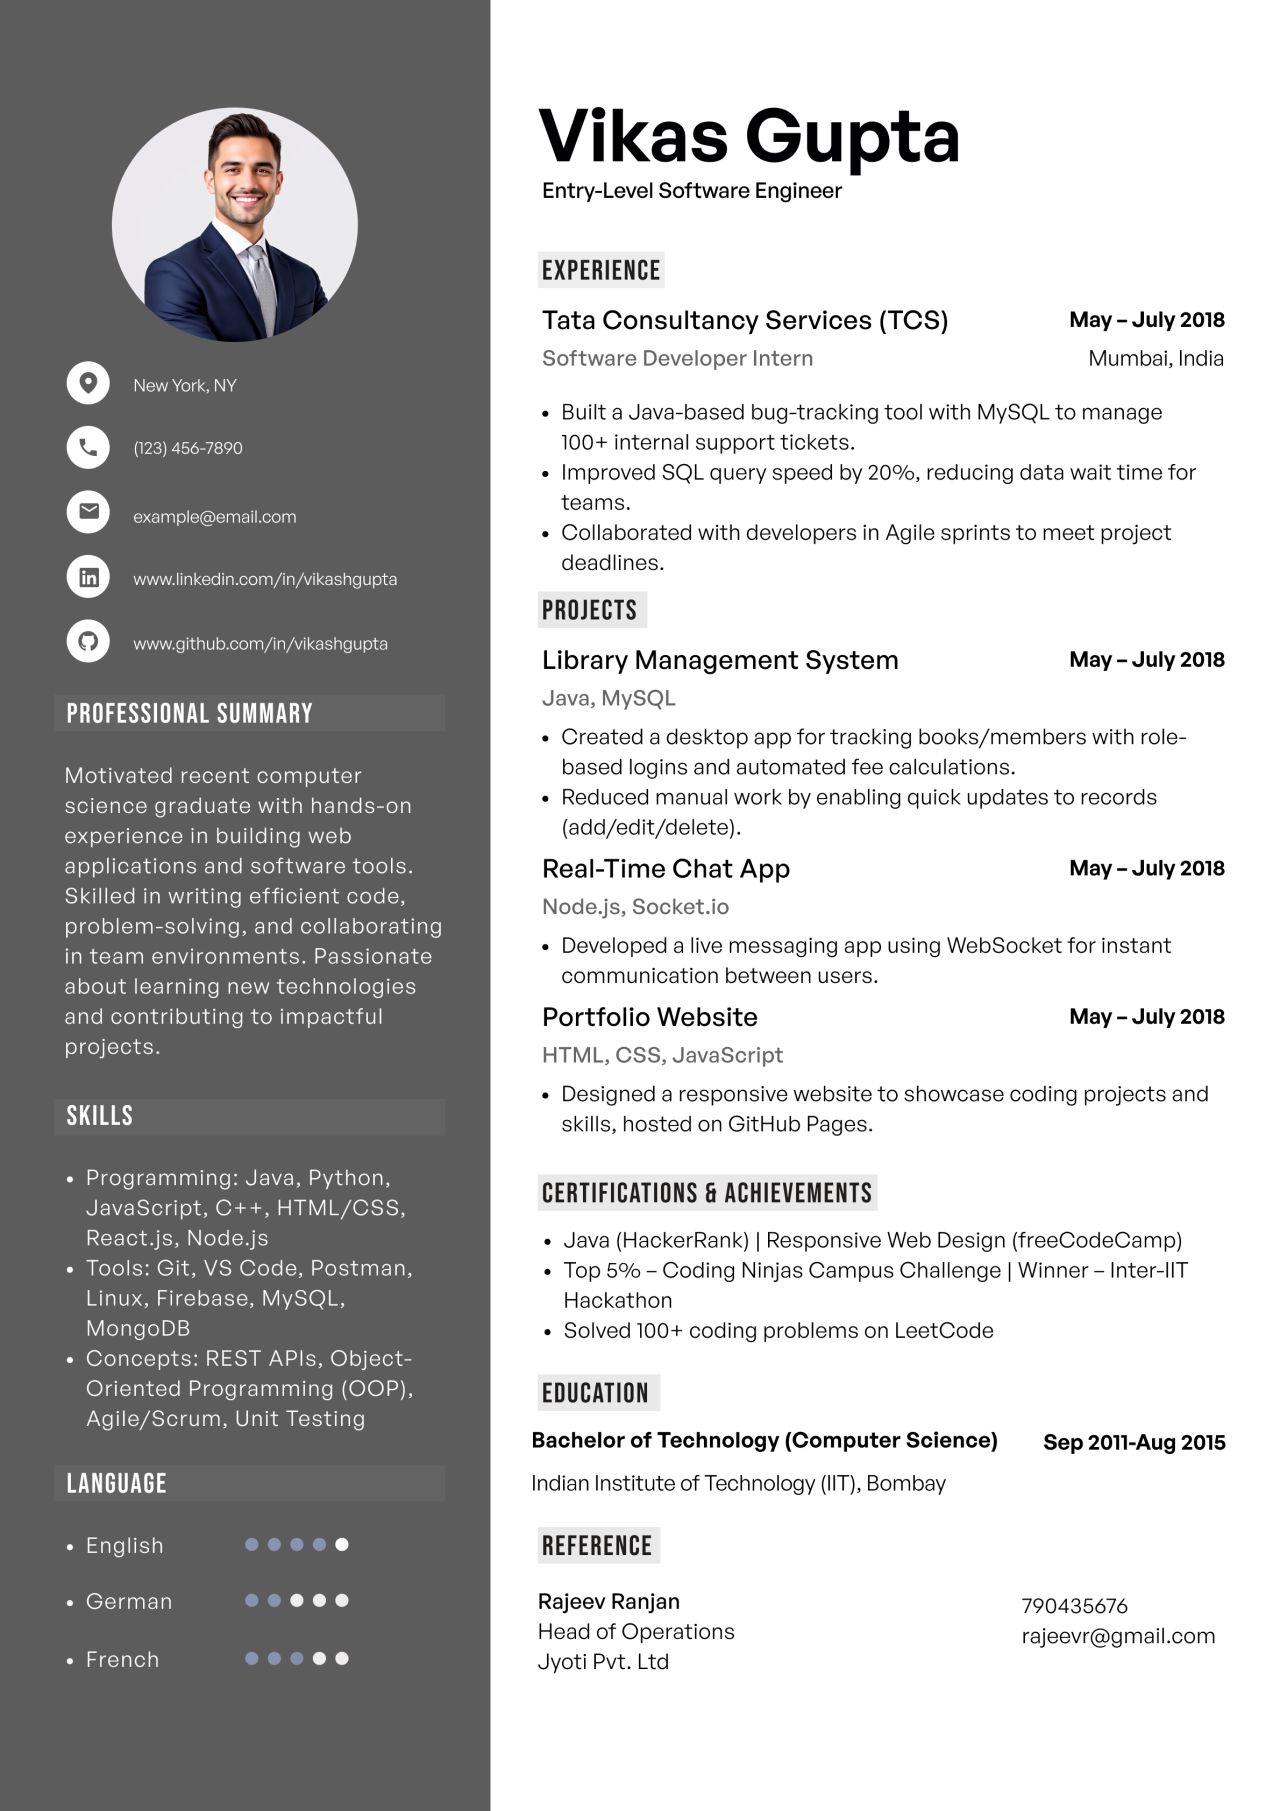 New York, NY
(123) 456-7890
example@email.com
www.linkedin.com/in/vikashgupta
www.github.com/in/vikashgupta
PROFESSIONAL SUMMARY
Motivated recent computer
science graduate with hands-on
experience in building web
applications and software tools.
Skilled in writing efficient code,
problem-solving, and collaborating
in team environments. Passionate
about learning new technologies
and contributing to impactful
projects.
SKILLS
• Programming: Java, Python,
JavaScript, C++, HTML/CSS,
React.js, Node.js
• Tools: Git, VS Code, Postman,
Linux, Firebase, MySQL,
MongoDB
• Concepts: REST APIs, Object-
Oriented Programming (OOP),
Agile/Scrum, Unit Testing
LANGUAGE
• English
• German
• French
Vikas Gupta
Entry-Level Software Engineer
EXPERIENCE
Tata Consultancy Services (TCS) May – July 2018
Software Developer Intern Mumbai, India
• Built a Java-based bug-tracking tool with MySQL to manage
100+ internal support tickets.
• Improved SQL query speed by 20%, reducing data wait time for
teams.
• Collaborated with developers in Agile sprints to meet project
deadlines.
PROJECTS
Library Management System May – July 2018
Java, MySQL
• Created a desktop app for tracking books/members with role-
based logins and automated fee calculations.
• Reduced manual work by enabling quick updates to records
(add/edit/delete).
Real-Time Chat App May – July 2018
Node.js, Socket.io
• Developed a live messaging app using WebSocket for instant
communication between users.
Portfolio Website May – July 2018
HTML, CSS, JavaScript
• Designed a responsive website to showcase coding projects and
skills, hosted on GitHub Pages.
CERTIFICATIONS & ACHIEVEMENTS
• Java (HackerRank) | Responsive Web Design (freeCodeCamp)
• Top 5% – Coding Ninjas Campus Challenge | Winner – Inter-IIT
Hackathon
• Solved 100+ coding problems on LeetCode
EDUCATION
Bachelor of Technology (Computer Science) Sep 2011-Aug 2015
Indian Institute of Technology (IIT), Bombay
REFERENCE
Rajeev Ranjan 790435676
Head of Operations rajeevr@gmail.com
Jyoti Pvt. Ltd